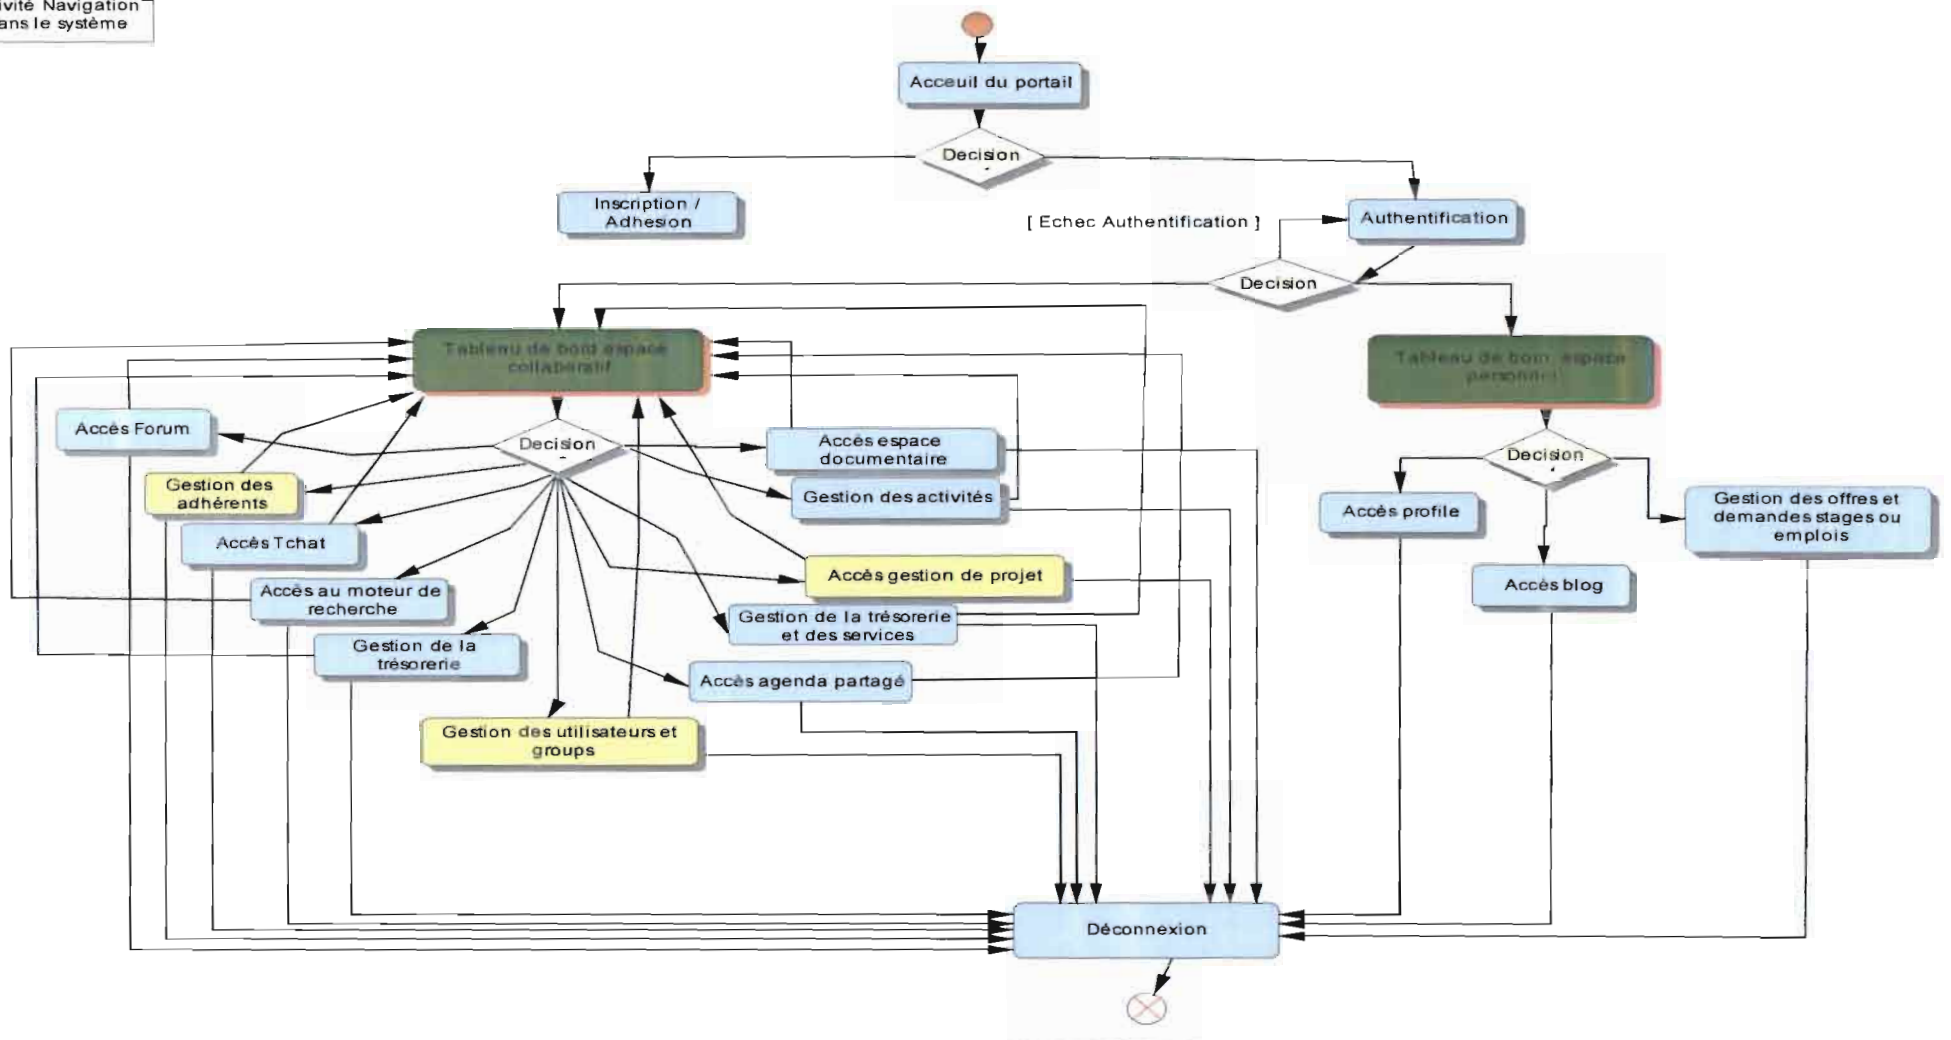 Navigation
le système
Acceuil du portail
Decision
Inscription /
Adhesion
[ Echec Authentification ]
Authentification
Decision
Tableau de bord espace
collaboratif
Tableau de bord espace
personnel
Accès Forum
Decision
Accès espace
documentaire
Decision
Gestion des
adhérents
Gestion des activités
Accès profile
Gestion des offres et
demandes stages ou
emplois
Accès Tchat
Accès gestion de projet
Accès blog
Accès au moteur de
recherche
Gestion de la trésorerie
et des services
Gestion de la
trésorerie
Accès agenda partagé
Gestion des utilisateurs et
groups
Déconnexion